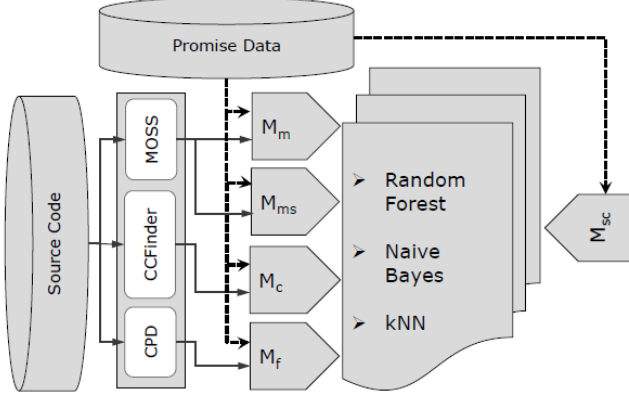 Promise Data
Source Code
MOSS
CCFinder
CPD
Mm
Mms
Mc
Mf
➢ Random
Forest
➢ Naive
Bayes
➢ kNN
Msc